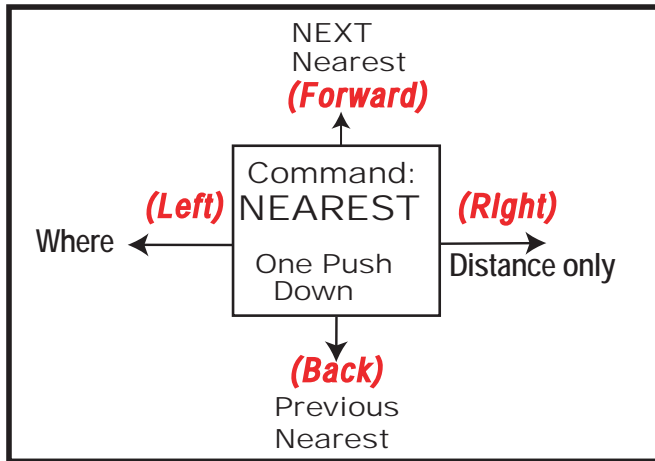 NEXT
Nearest
(Forward)
Command:
(Left) NEAREST (RIght)
Where
One Push
Down
Distance only
(Back)
Previous
Nearest